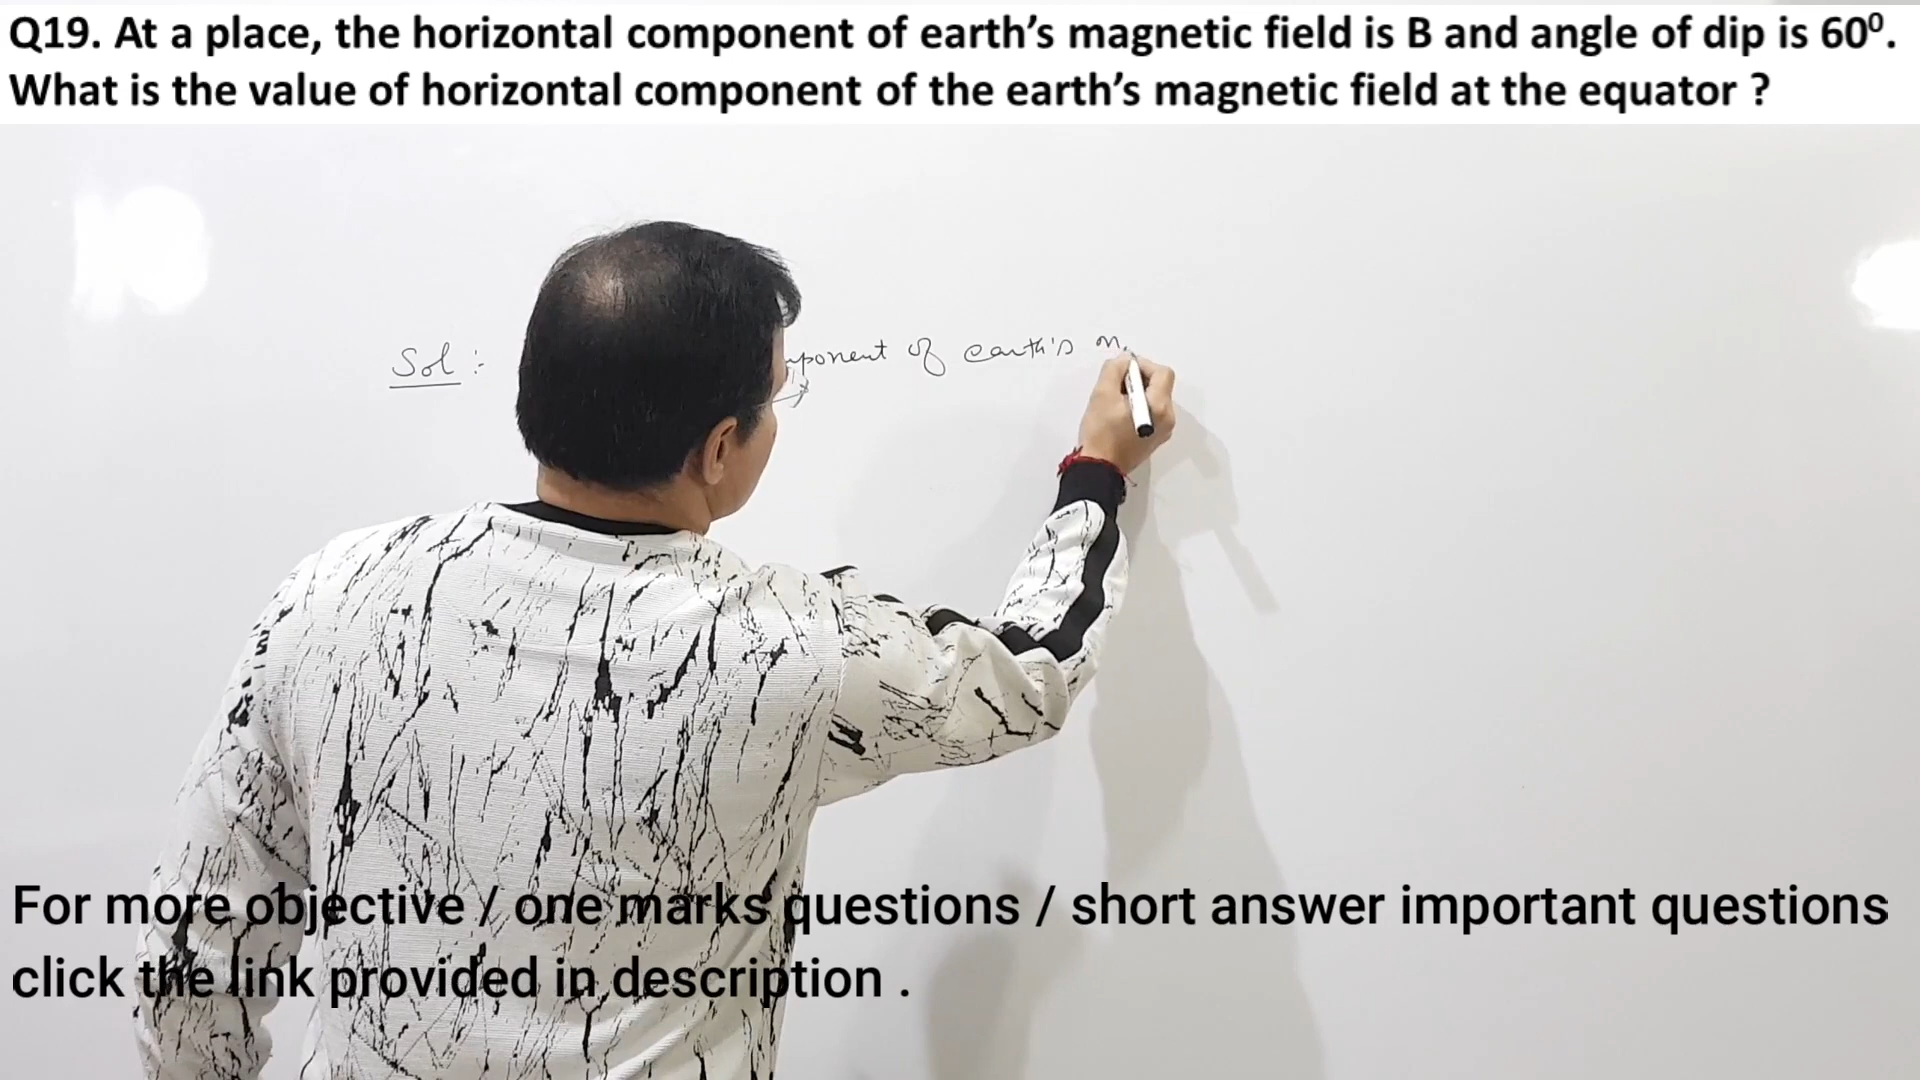 Q19. At a place, the horizontal component of earth’s magnetic field is B and angle of dip is 60⁰.
What is the value of horizontal component of the earth’s magnetic field at the equator ?
Sol :- of earth's
For more objective / one marks questions / short answer important questions
click the link provided in description .